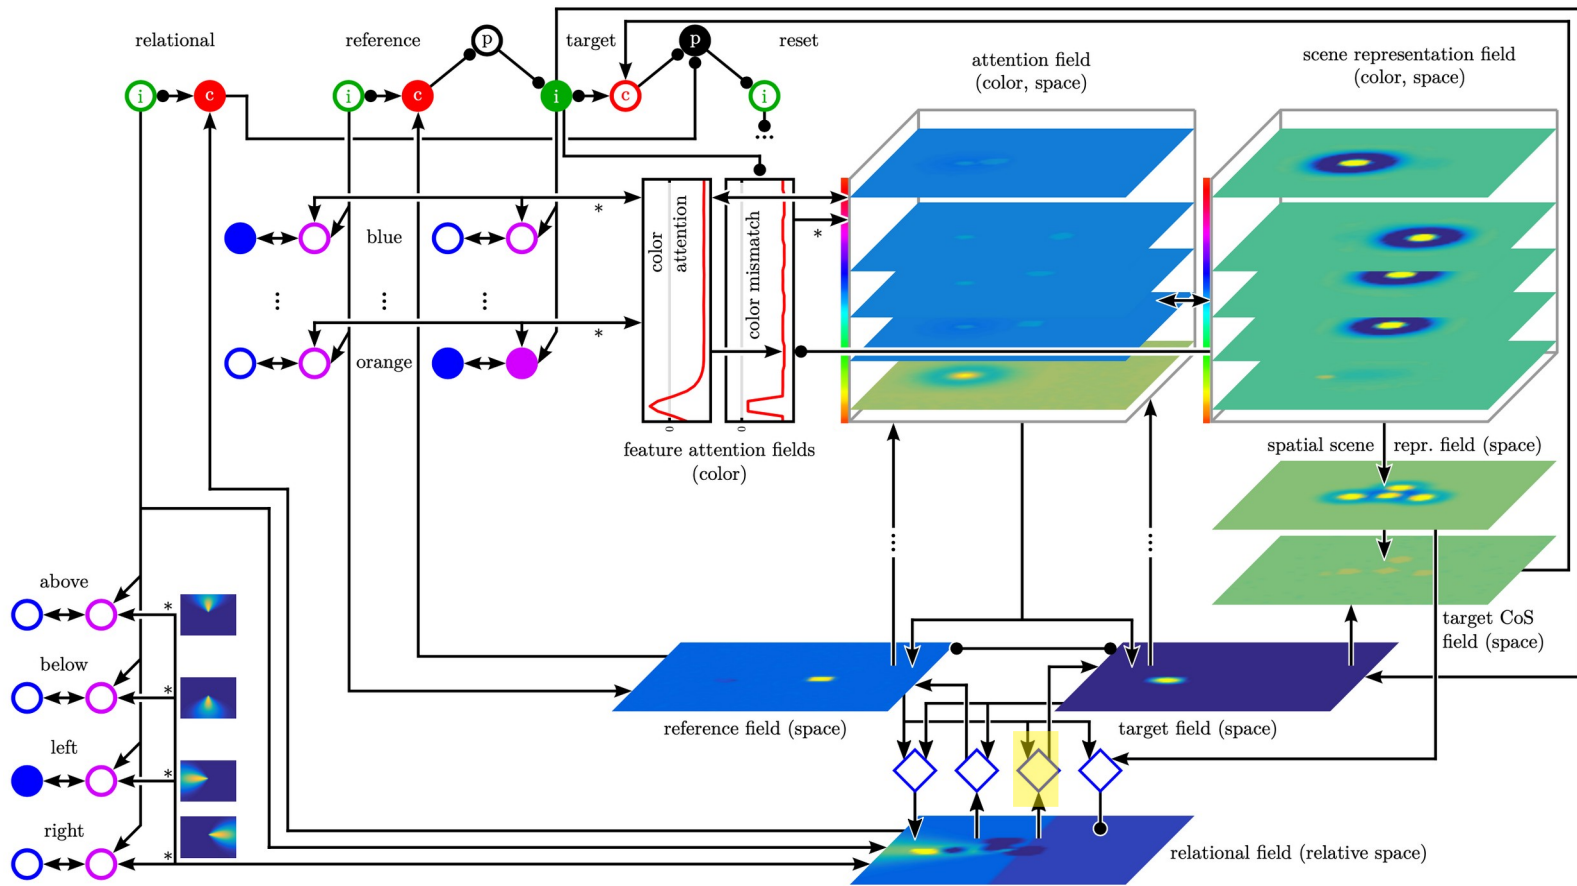 relational
reference
target
reset
p
p
i
c
i
c
i
c
i
...
attention field
(color, space)
scene representation field
(color, space)
*
blue
*
color
attention
color mismatch
...
...
...
*
orange
0
0
feature attention fields
(color)
spatial scene repr. field (space)
...
...
above
*
target CoS
field (space)
below
*
reference field (space)
target field (space)
left
*
right
*
relational field (relative space)